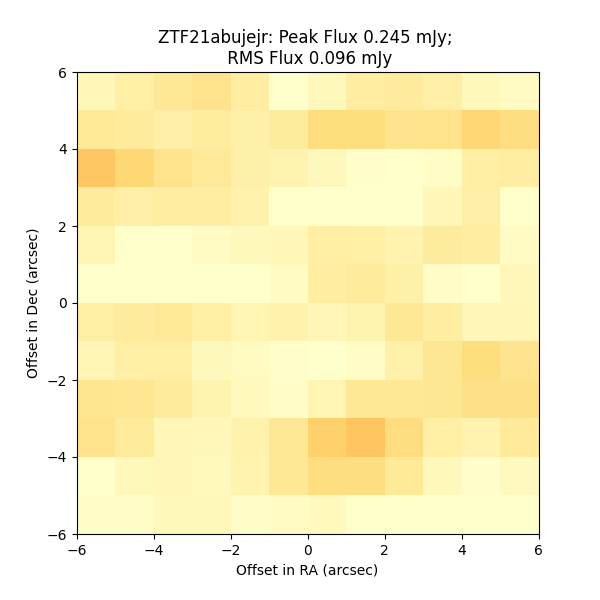 ZTF21abujejr: Peak Flux 0.245 mJy;
RMS Flux 0.096 mJy
6
4
2
0
−2
−4
−6
Offset in Dec (arcsec)
−6 −4 −2 0 2 4 6
Offset in RA (arcsec)